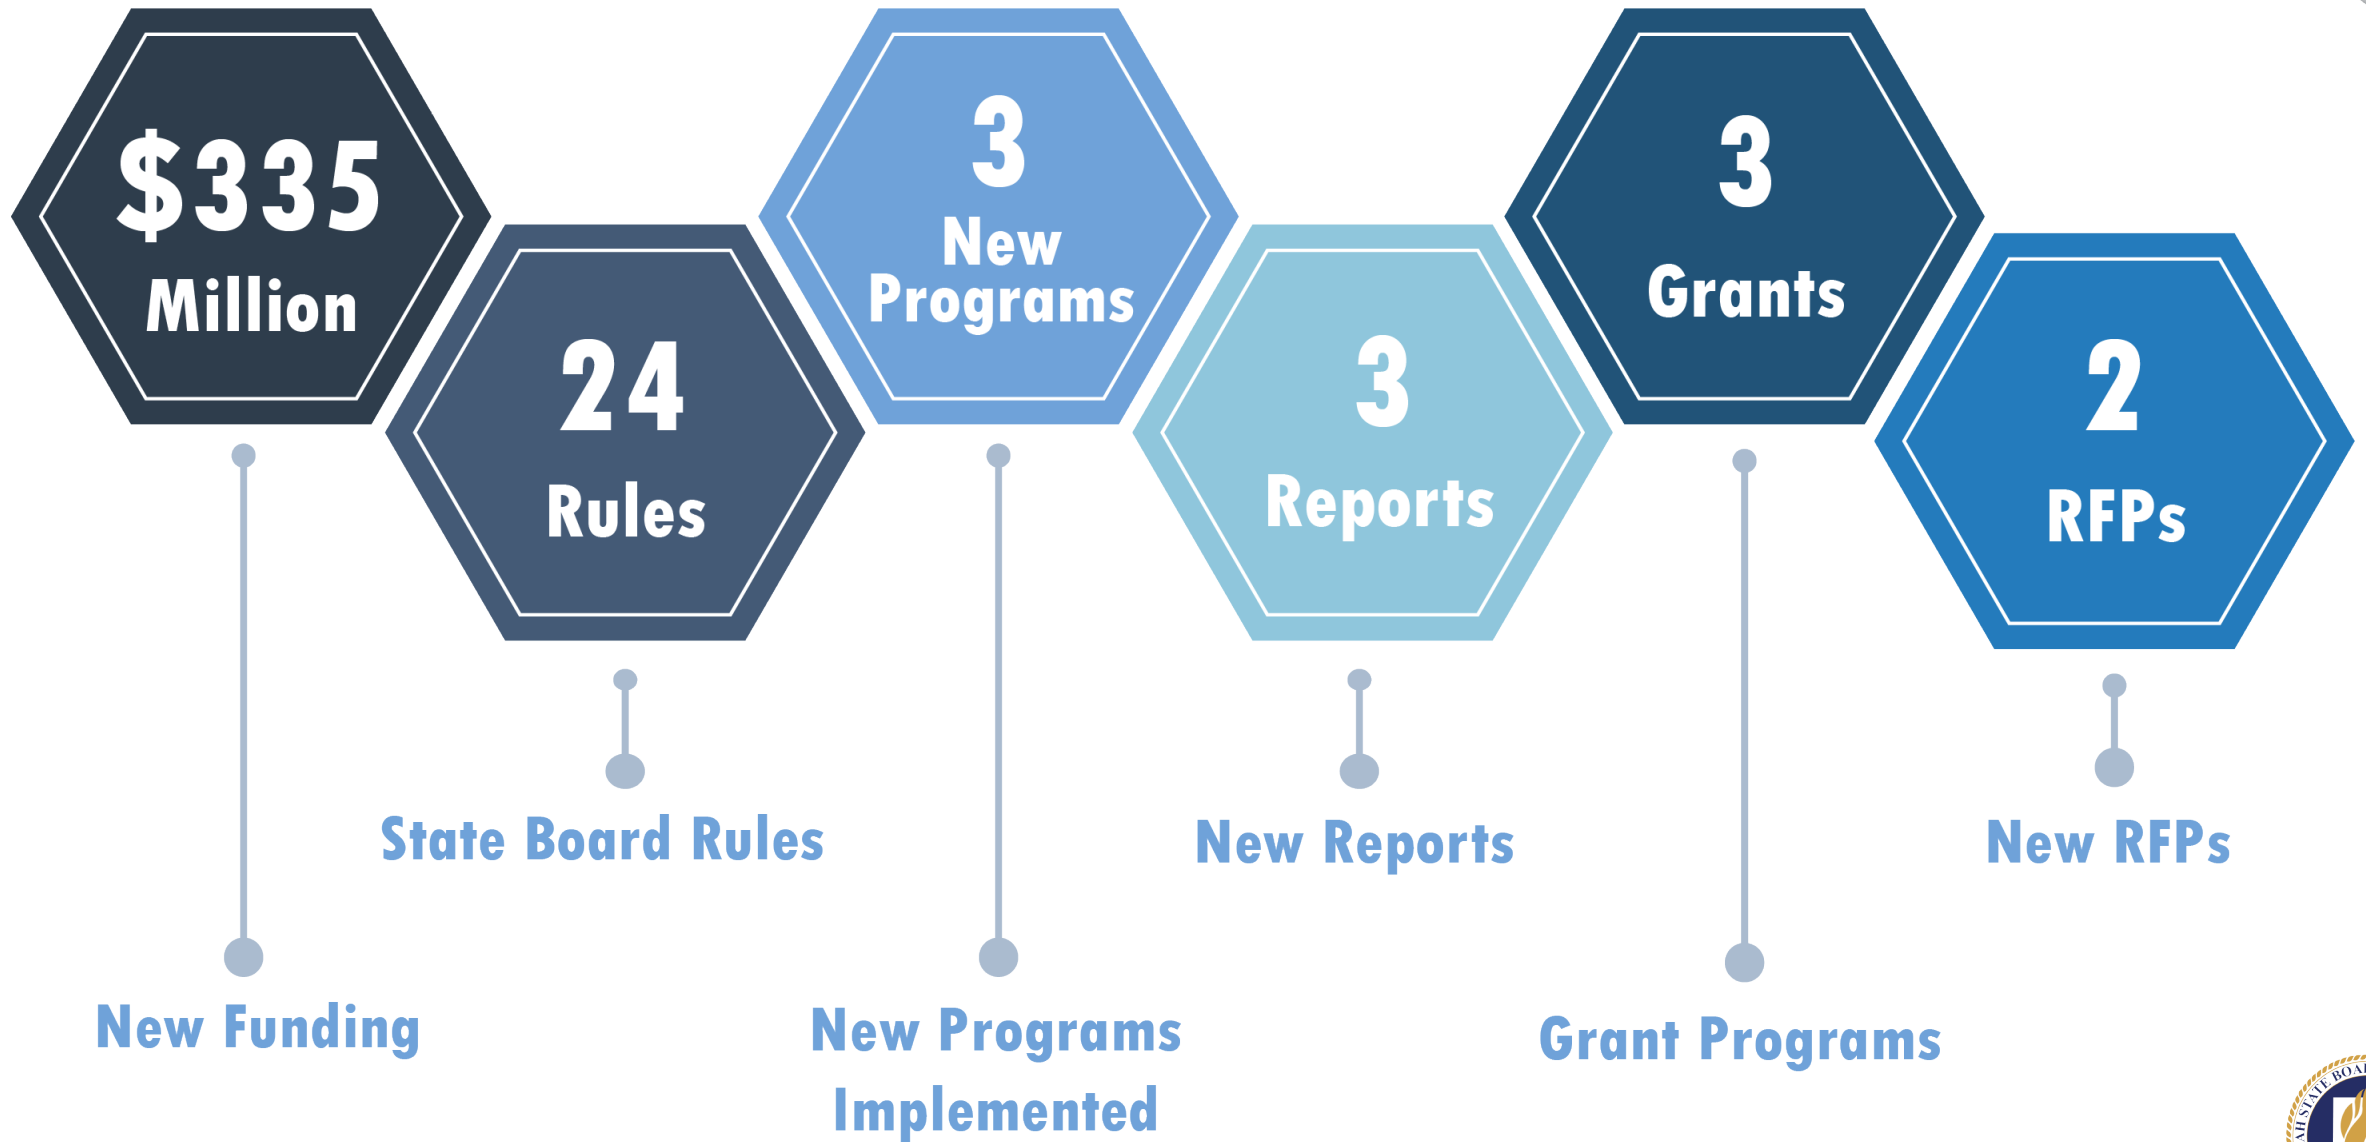 $335
Million
24
Rules
3
New
Programs
3
Reports
3
Grants
2
RFPs
State Board Rules
New Reports
New RFPs
New Funding
New Programs
Implemented
Grant Programs
STATE